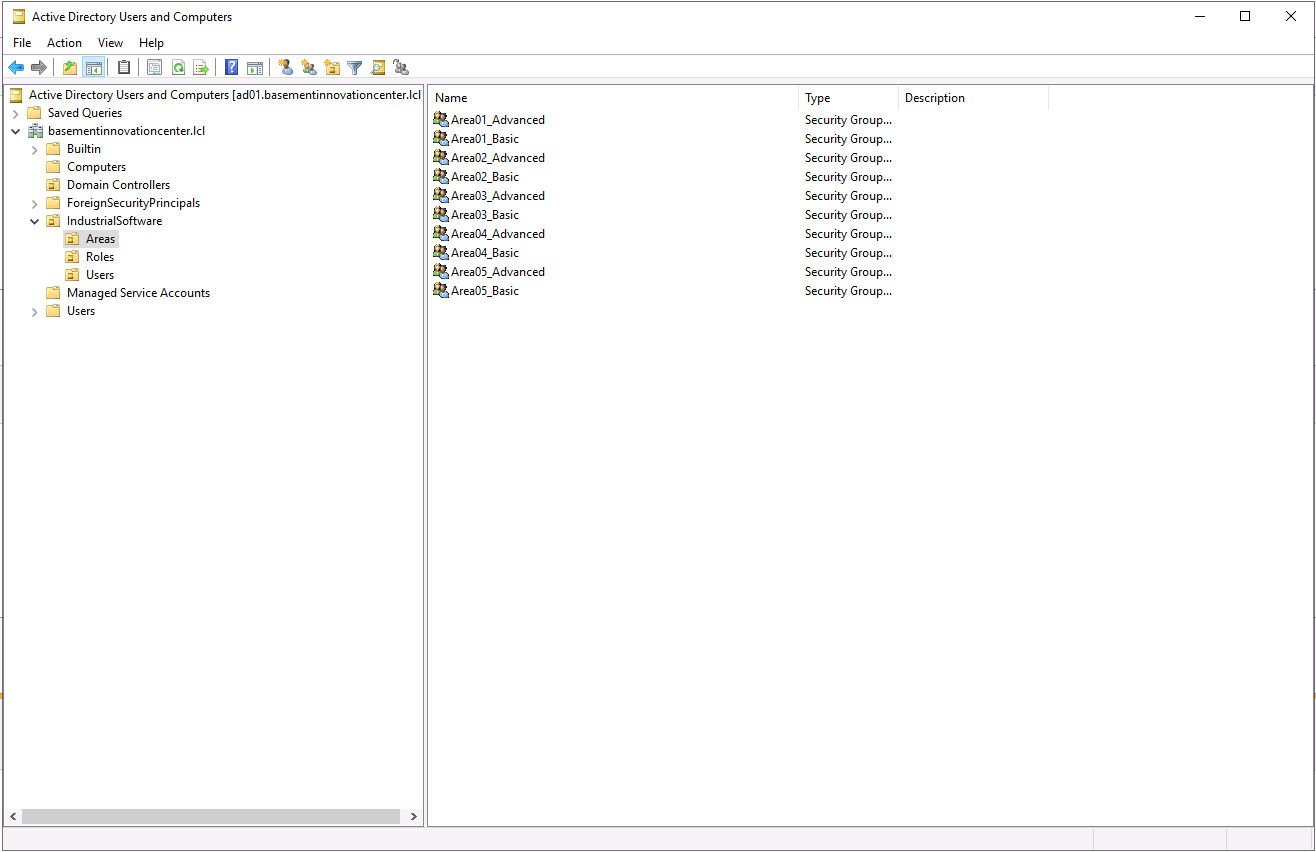 Active Directory Users and Computers
File Action View Help
Active Directory Users and Computers [ad01.basementinnovationcenter.lcl
Saved Queries
basementinnovationcenter.lcl
Builtin
Computers
Domain Controllers
ForeignSecurityPrincipals
IndustrialSoftware
Areas
Roles
Users
Managed Service Accounts
Users
Name Type Description
Area01_Advanced Security Group...
Area01_Basic Security Group...
Area02_Advanced Security Group...
Area02_Basic Security Group...
Area03_Advanced Security Group...
Area03_Basic Security Group...
Area04_Advanced Security Group...
Area04_Basic Security Group...
Area05_Advanced Security Group...
Area05_Basic Security Group...